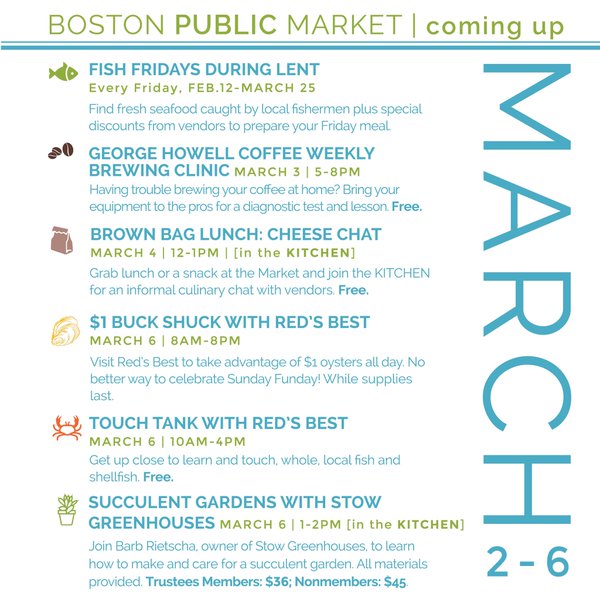 BOSTON PUBLIC MARKET | coming up
FISH FRIDAYS DURING LENT
Every Friday, FEB.12-MARCH 25
Find fresh seafood caught by local fishermen plus special
discounts from vendors to prepare your Friday meal.
GEORGE HOWELL COFFEE WEEKLY
BREWING CLINIC MARCH 3 | 5-8PM
Having trouble brewing your coffee at home? Bring your
equipment to the pros for a diagnostic test and lesson. Free.
BROWN BAG LUNCH: CHEESE CHAT
MARCH 4 | 12-1PM | [in the KITCHEN]
Grab lunch or a snack at the Market and join the KITCHEN
for an informal culinary chat with vendors. Free.
$1 BUCK SHUCK WITH RED'S BEST
MARCH 6 | 8AM-8PM
Visit Red's Best to take advantage of $1 oysters all day. No
better way to celebrate Sunday Funday! While supplies
last.
TOUCH TANK WITH RED'S BEST
MARCH 6 | 10AM-4PM
Get up close to learn and touch, whole, local fish and
shellfish. Free.
SUCCULENT GARDENS WITH STOW
GREENHOUSES MARCH 6 | 1-2PM [in the KITCHEN]
Join Barb Rietscha, owner of Stow Greenhouses, to learn
how to make and care for a succulent garden. All materials
provided. Trustees Members: $36; Nonmembers: $45.
MARCH
2-6